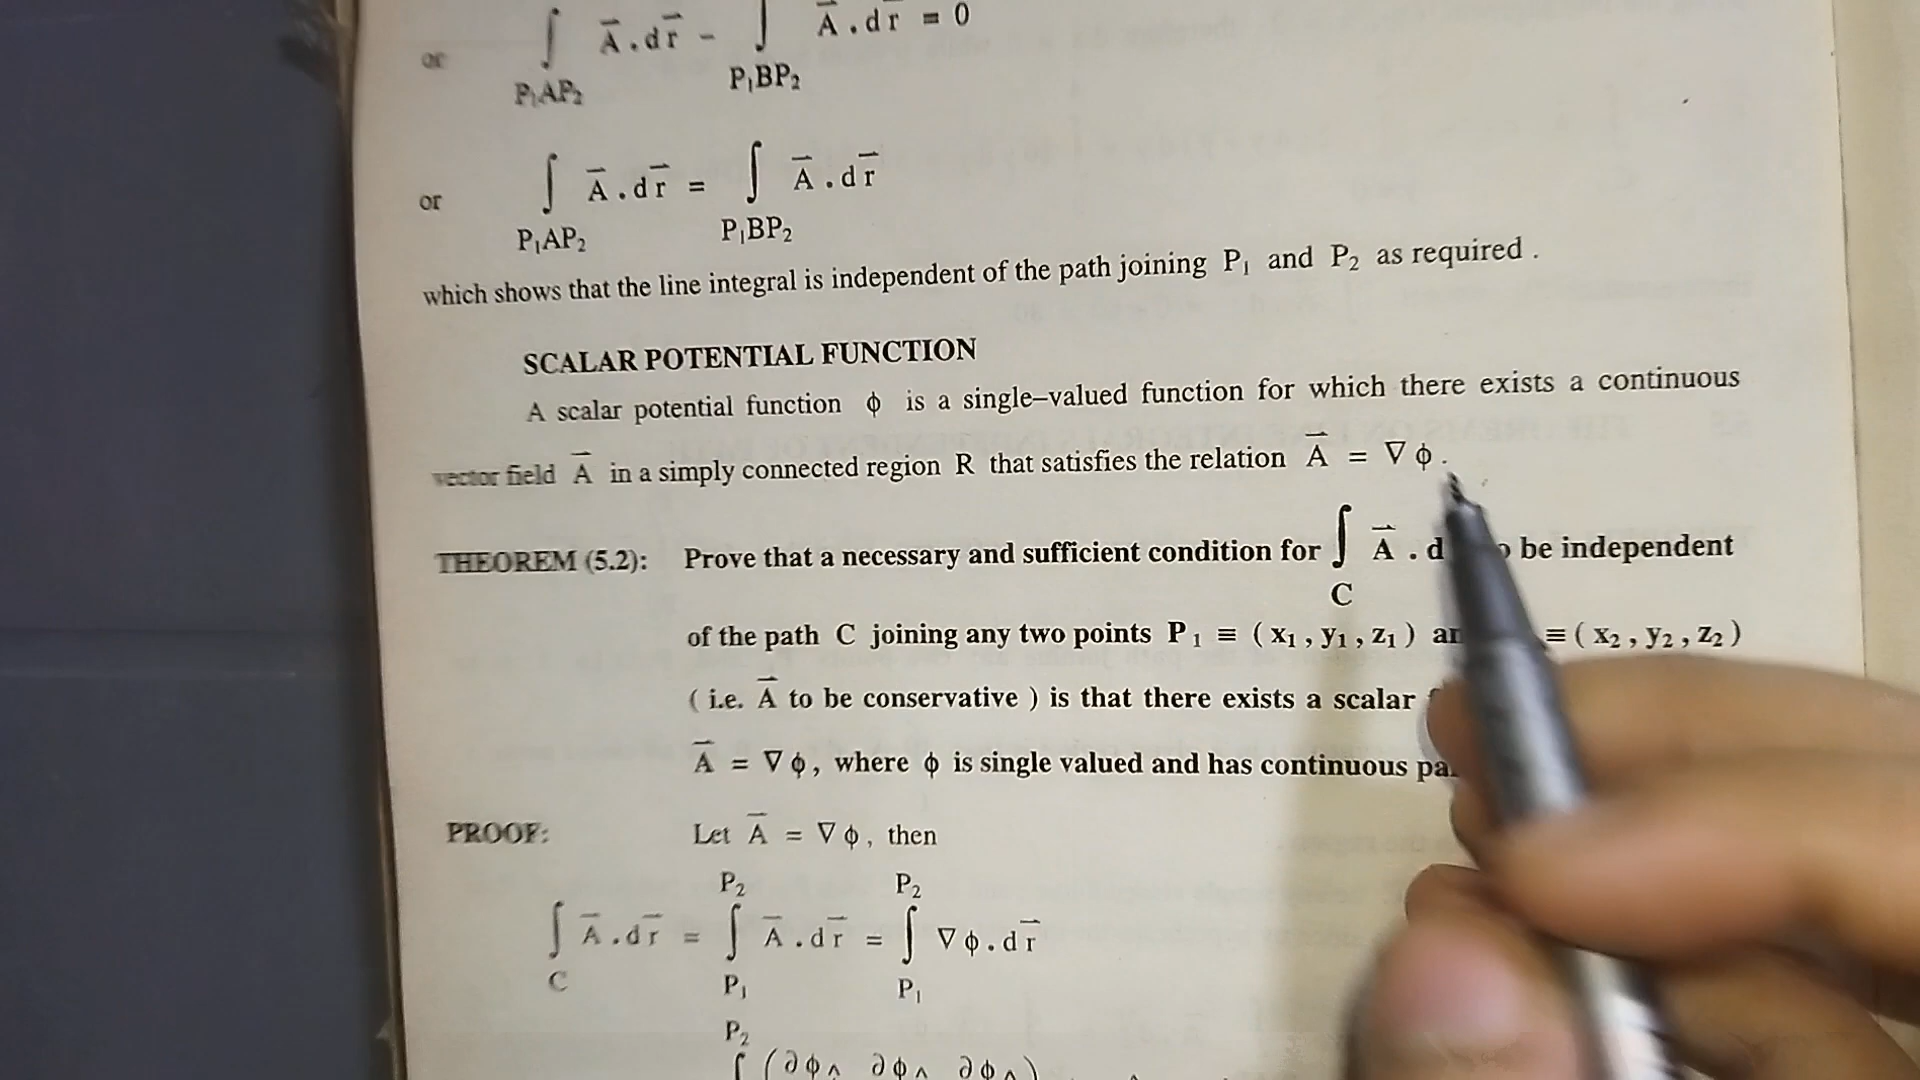 or ∫ A⃗ . dr⃗ – ∫ A⃗ . dr⃗ = 0
P₁AP₂ P₁BP₂
or ∫ A⃗ . dr⃗ = ∫ A⃗ . dr⃗
P₁AP₂ P₁BP₂
which shows that the line integral is independent of the path joining P₁ and P₂ as required .
SCALAR POTENTIAL FUNCTION
A scalar potential function ϕ is a single–valued function for which there exists a continuous
vector field A⃗ in a simply connected region R that satisfies the relation A⃗ = ∇ϕ .
THEOREM (5.2): Prove that a necessary and sufficient condition for ∫ A⃗ . d be independent
C
of the path C joining any two points P₁ ≡ ( x₁ , y₁ , z₁ ) ≡ ( x₂ , y₂ , z₂ )
( i.e. A⃗ to be conservative ) is that there exists a scalar
A⃗ = ∇ϕ , where ϕ is single valued and has continuous
PROOF: Let A⃗ = ∇ϕ , then
P₂ P₂
∫ A⃗ . dr⃗ = ∫ A⃗ . dr⃗ = ∫ ∇ϕ . dr⃗
C P₁ P₁
P₂
∫ ( ∂ϕ ∂ϕ ∂ϕ )